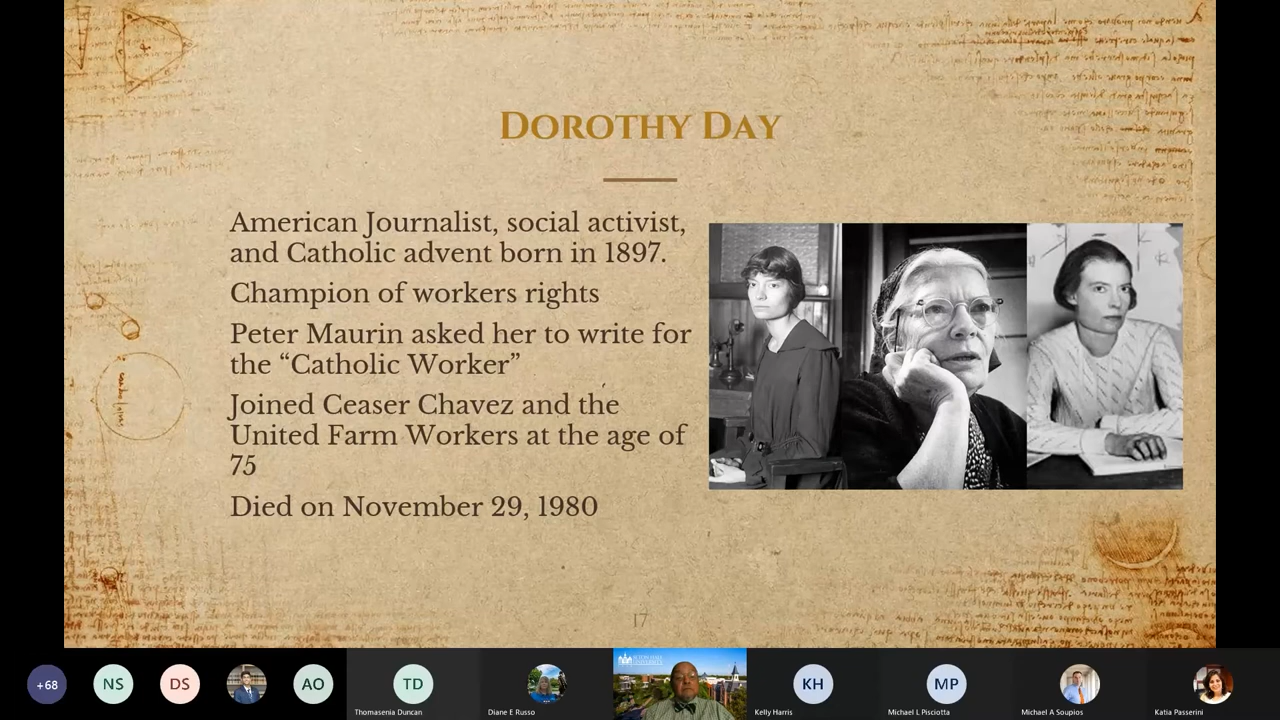 Dorothy Day
American Journalist, social activist,
and Catholic advent born in 1897.
Champion of workers rights
Peter Maurin asked her to write for
the “Catholic Worker”
Joined Ceaser Chavez and the
United Farm Workers at the age of
75
Died on November 29, 1980
17
+68
NS
DS
AO
TD
KH
MP
Thomasenia Duncan
Diane E Russo
Kelly Harris
Michael L Pisciotta
Michael A Soupios
Katia Passerini